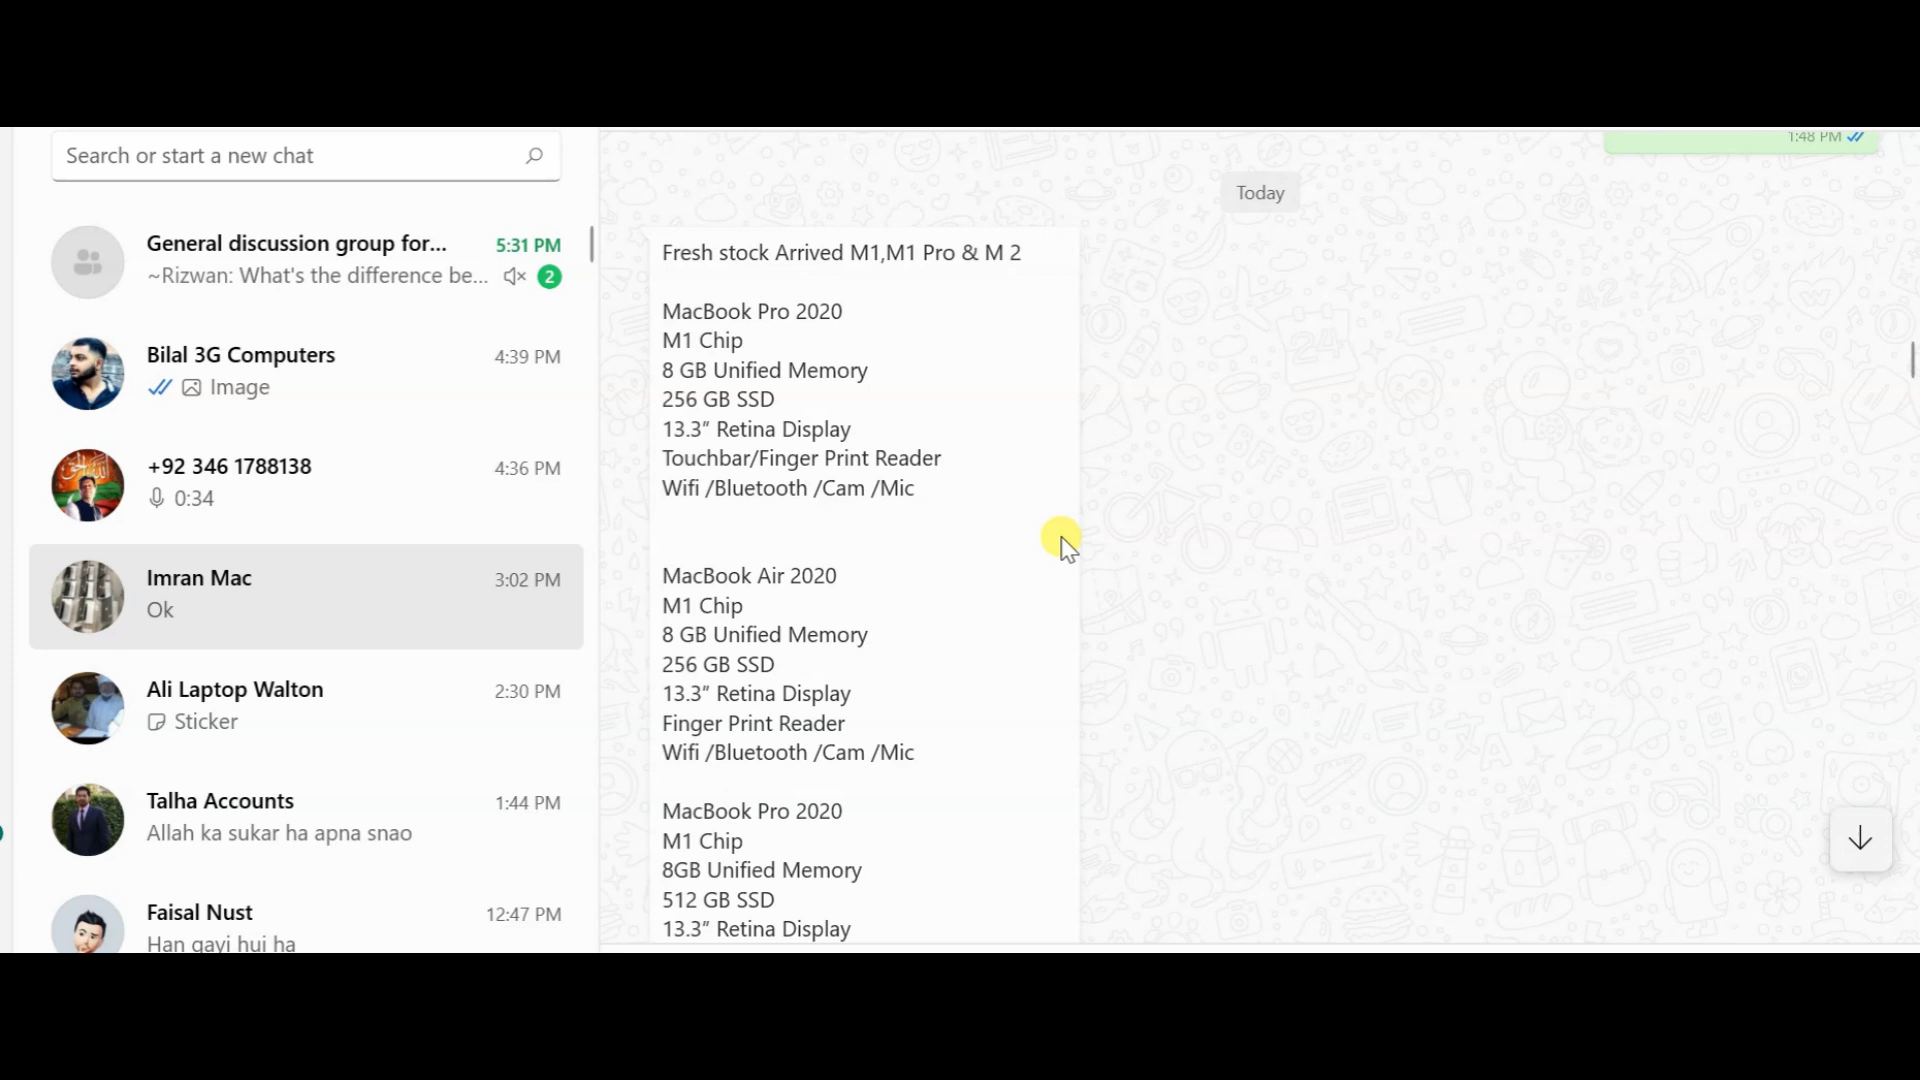 Search or start a new chat
General discussion group for... 5:31 PM
~Rizwan: What's the difference be... 2
Bilal 3G Computers 4:39 PM
Image
+92 346 1788138 4:36 PM
0:34
Imran Mac 3:02 PM
Ok
Ali Laptop Walton 2:30 PM
Sticker
Talha Accounts 1:44 PM
Allah ka sukar ha apna snao
Faisal Nust 12:47 PM
Han gayi hui ha
1:48 PM
Today
Fresh stock Arrived M1,M1 Pro & M 2
MacBook Pro 2020
M1 Chip
8 GB Unified Memory
256 GB SSD
13.3” Retina Display
Touchbar/Finger Print Reader
Wifi /Bluetooth /Cam /Mic
MacBook Air 2020
M1 Chip
8 GB Unified Memory
256 GB SSD
13.3” Retina Display
Finger Print Reader
Wifi /Bluetooth /Cam /Mic
MacBook Pro 2020
M1 Chip
8GB Unified Memory
512 GB SSD
13.3” Retina Display